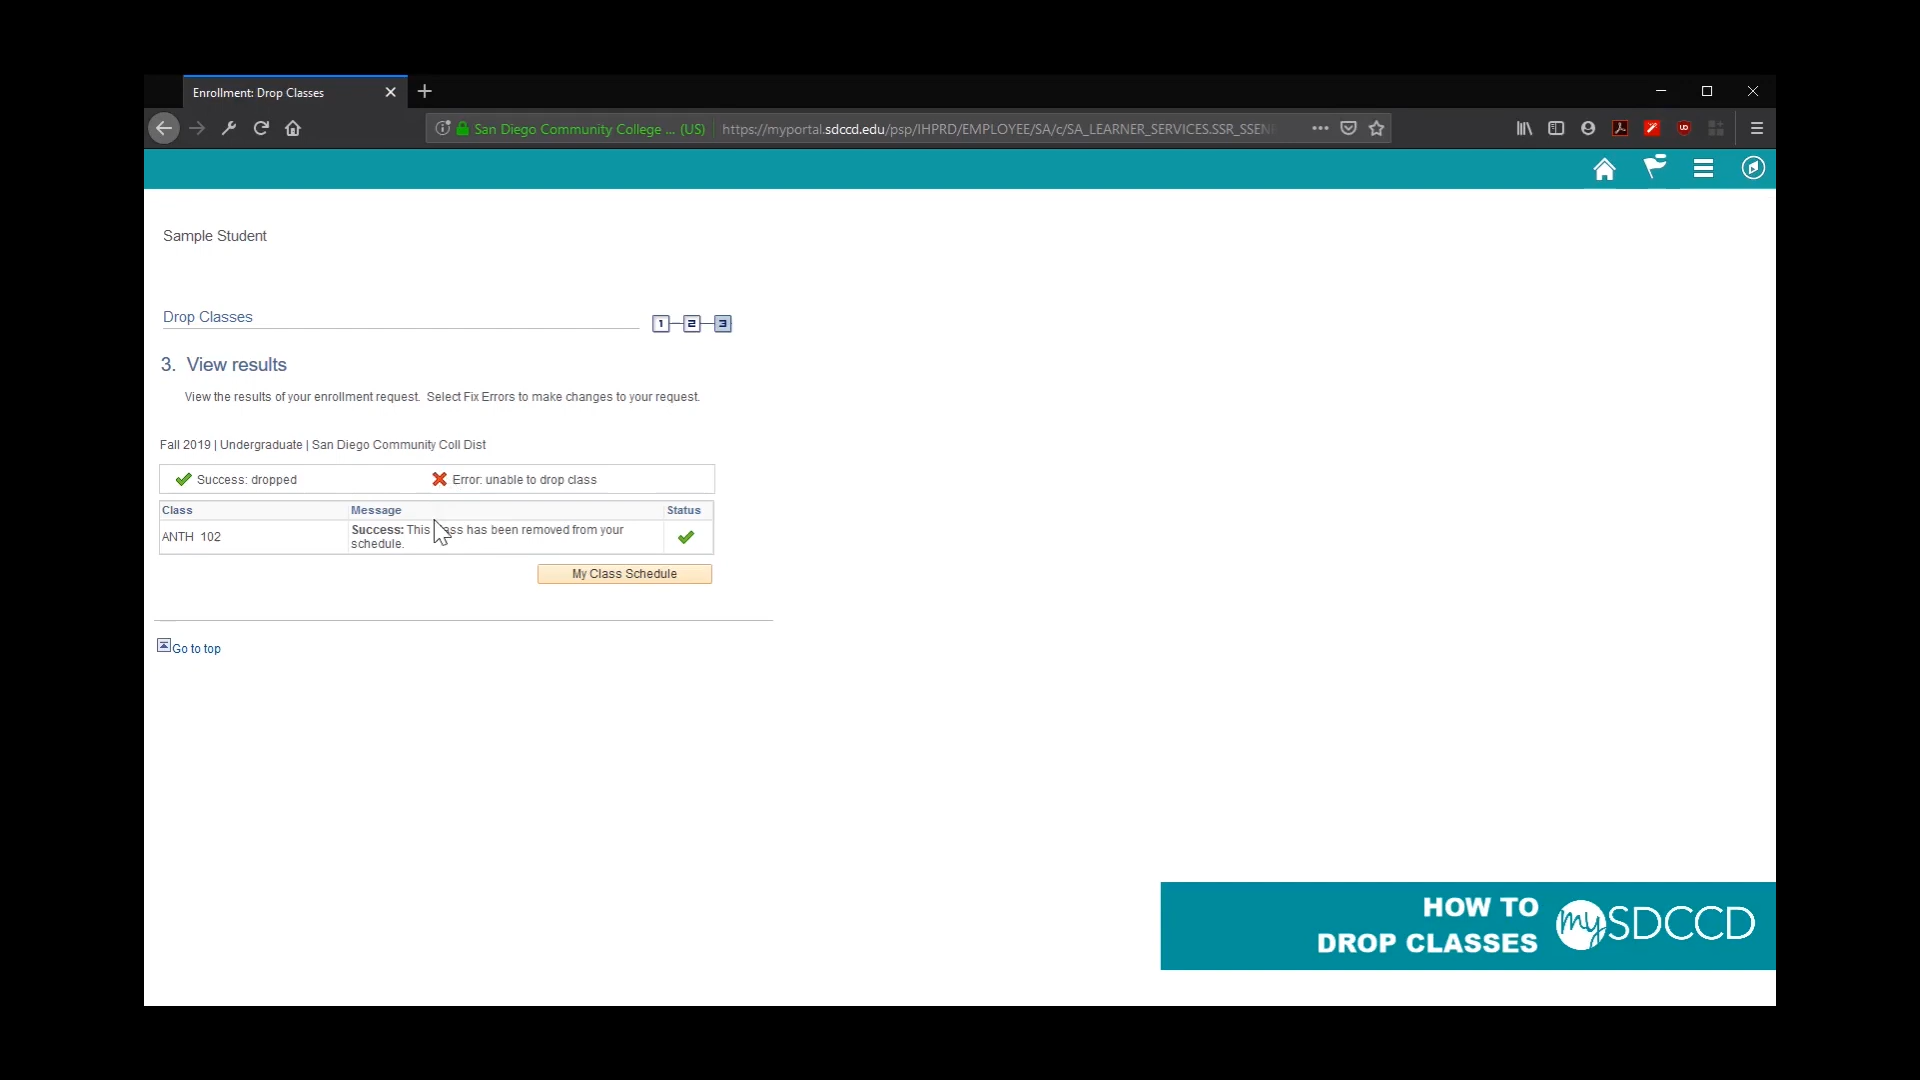 Enrollment: Drop Classes
San Diego Community College ... (US)
https://myportal.sdccd.edu/psp/IHPRD/EMPLOYEE/SA/c/SA_LEARNER_SERVICES.SSR_SSEN
Sample Student
Drop Classes
1 2 3
3. View results
View the results of your enrollment request. Select Fix Errors to make changes to your request.
Fall 2019 | Undergraduate | San Diego Community Coll Dist
Success: dropped
Error: unable to drop class
Class Message Status
ANTH 102
Success: This class has been removed from your
schedule.
My Class Schedule
Go to top
HOW TO
DROP CLASSES
mySDCCD